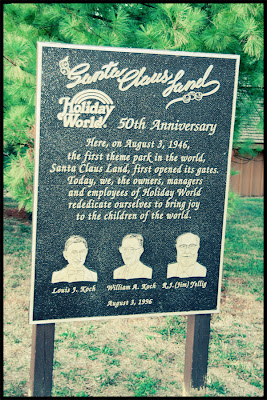 Santa Claus Land
Holiday
World.
50th Anniversary
Here, on August 3, 1946,
the first theme park in the world,
Santa Claus Land, first opened its gates.
Today, we, the owners, managers
and employees of Holiday World
rededicate ourselves to bring joy
to the children of the world.
Louis J. Koch William A. Koch R.J. (Jim) Yellig
August 3, 1996